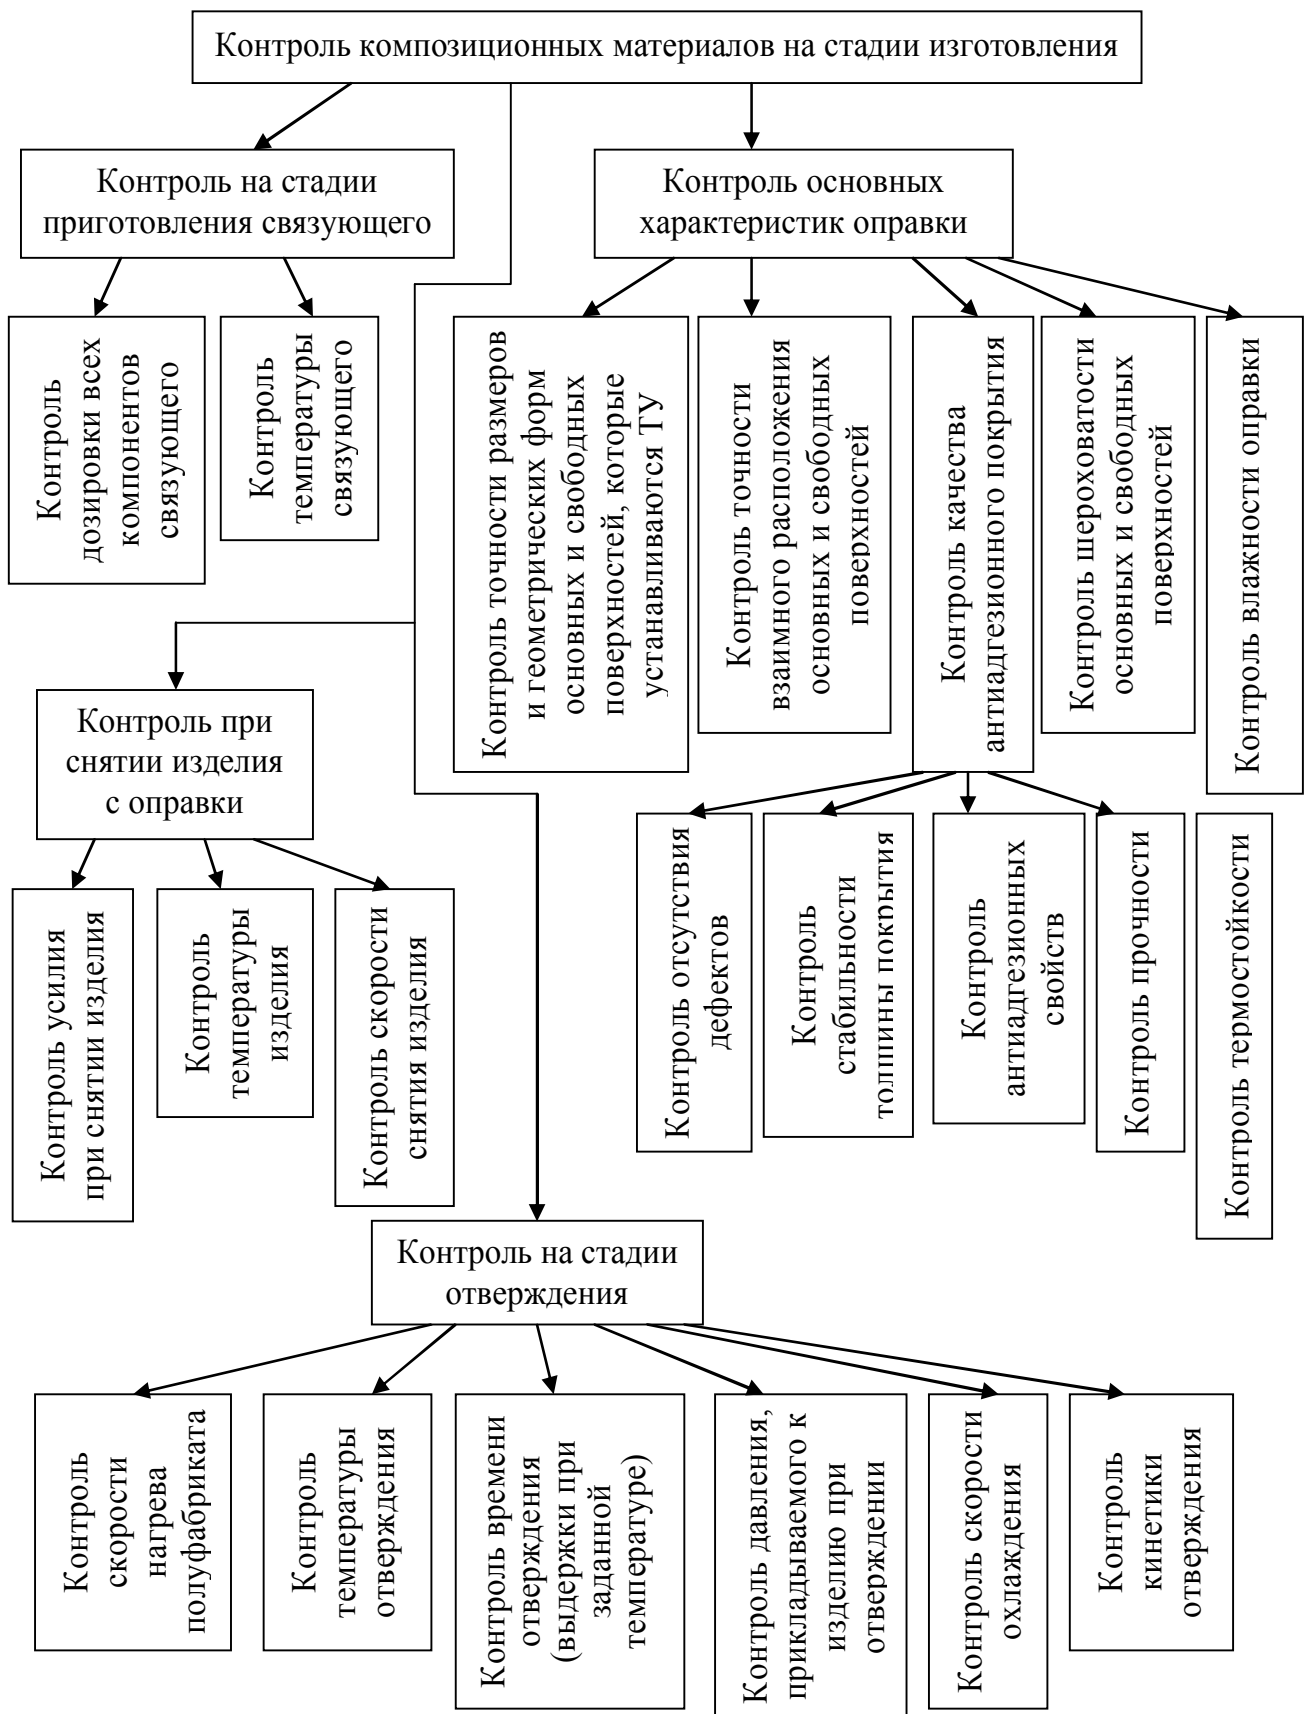 Контроль композиционных материалов на стадии изготовления
Контроль на стадии
приготовления связующего
Контроль основных
характеристик оправки
Контроль
дозировки всех
компонентов
связующего
Контроль
температуры
связующего
Контроль точности размеров
и геометрических форм
основных и свободных
поверхностей, которые
устанавливаются ТУ
Контроль точности
взаимного расположения
основных и свободных
поверхностей
Контроль качества
антиадгезионного покрытия
Контроль шероховатости
основных и свободных
поверхностей
Контроль влажности оправки
Контроль при
снятии изделия
с оправки
Контроль усилия
при снятии изделия
Контроль
температуры
изделия
Контроль скорости
снятия изделия
Контроль отсутствия
дефектов
Контроль
стабильности
толщины покрытия
Контроль
антиадгезионных
свойств
Контроль прочности
Контроль термостойкости
Контроль на стадии
отверждения
Контроль
скорости
нагрева
полуфабриката
Контроль
температуры
отверждения
Контроль времени
отверждения
(выдержки при
заданной
температуре)
Контроль давления,
прикладываемого к
изделию при
отверждении
Контроль скорости
охлаждения
Контроль
кинетики
отверждения